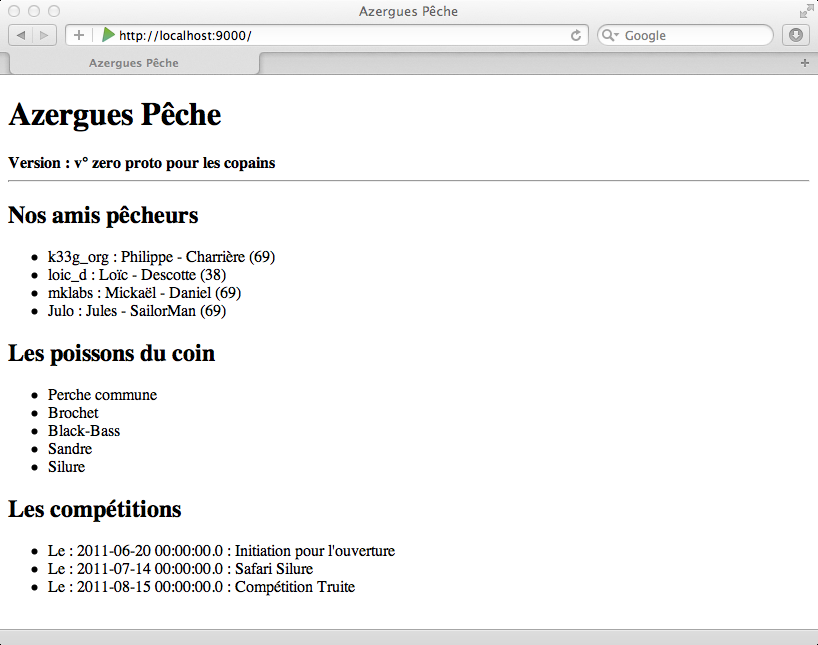 Azergues Pêche
http://localhost:9000/
Google
Azergues Pêche
Azergues Pêche
Version : v° zero proto pour les copains
Nos amis pêcheurs
k33g_org : Philippe - Charrière (69)
loic_d : Loïc - Descotte (38)
mklabs : Mickaël - Daniel (69)
Julo : Jules - SailorMan (69)
Les poissons du coin
Perche commune
Brochet
Black-Bass
Sandre
Silure
Les compétitions
Le : 2011-06-20 00:00:00.0 : Initiation pour l'ouverture
Le : 2011-07-14 00:00:00.0 : Safari Silure
Le : 2011-08-15 00:00:00.0 : Compétition Truite